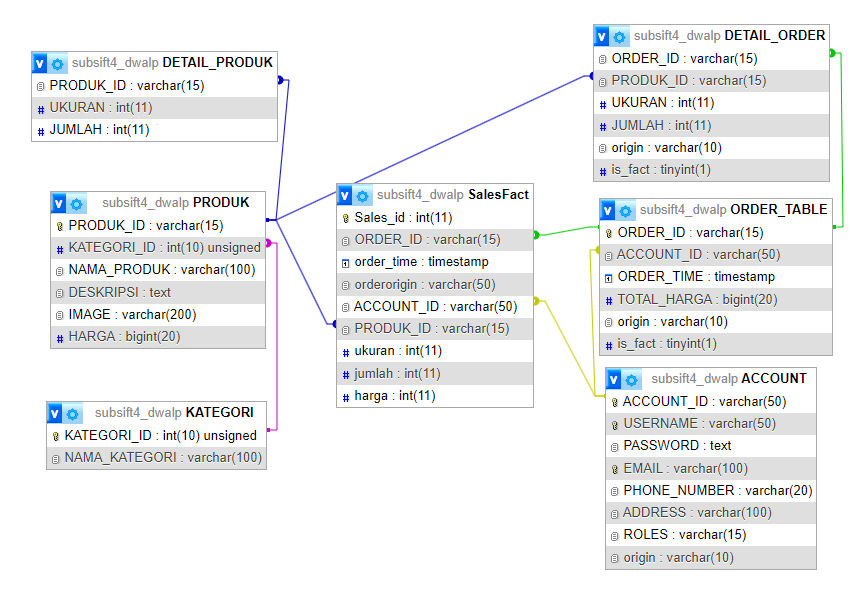 subsift4_dwalp DETAIL_PRODUK
PRODUK_ID : varchar(15)
# UKURAN : int(11)
# JUMLAH : int(11)
subsift4_dwalp PRODUK
PRODUK_ID : varchar(15)
# KATEGORI_ID : int(10) unsigned
NAMA_PRODUK : varchar(100)
DESKRIPSI : text
IMAGE : varchar(200)
# HARGA : bigint(20)
subsift4_dwalp KATEGORI
KATEGORI_ID : int(10) unsigned
NAMA_KATEGORI : varchar(100)
subsift4_dwalp SalesFact
Sales_id : int(11)
ORDER_ID : varchar(15)
order_time : timestamp
orderorigin : varchar(50)
ACCOUNT_ID : varchar(50)
PRODUK_ID : varchar(15)
# ukuran : int(11)
# jumlah : int(11)
# harga : int(11)
subsift4_dwalp DETAIL_ORDER
ORDER_ID : varchar(15)
PRODUK_ID : varchar(15)
# UKURAN : int(11)
# JUMLAH : int(11)
origin : varchar(10)
# is_fact : tinyint(1)
subsift4_dwalp ORDER_TABLE
ORDER_ID : varchar(15)
ACCOUNT_ID : varchar(50)
ORDER_TIME : timestamp
# TOTAL_HARGA : bigint(20)
origin : varchar(10)
# is_fact : tinyint(1)
subsift4_dwalp ACCOUNT
ACCOUNT_ID : varchar(50)
USERNAME : varchar(50)
PASSWORD : text
EMAIL : varchar(100)
PHONE_NUMBER : varchar(20)
ADDRESS : varchar(100)
ROLES : varchar(15)
origin : varchar(10)